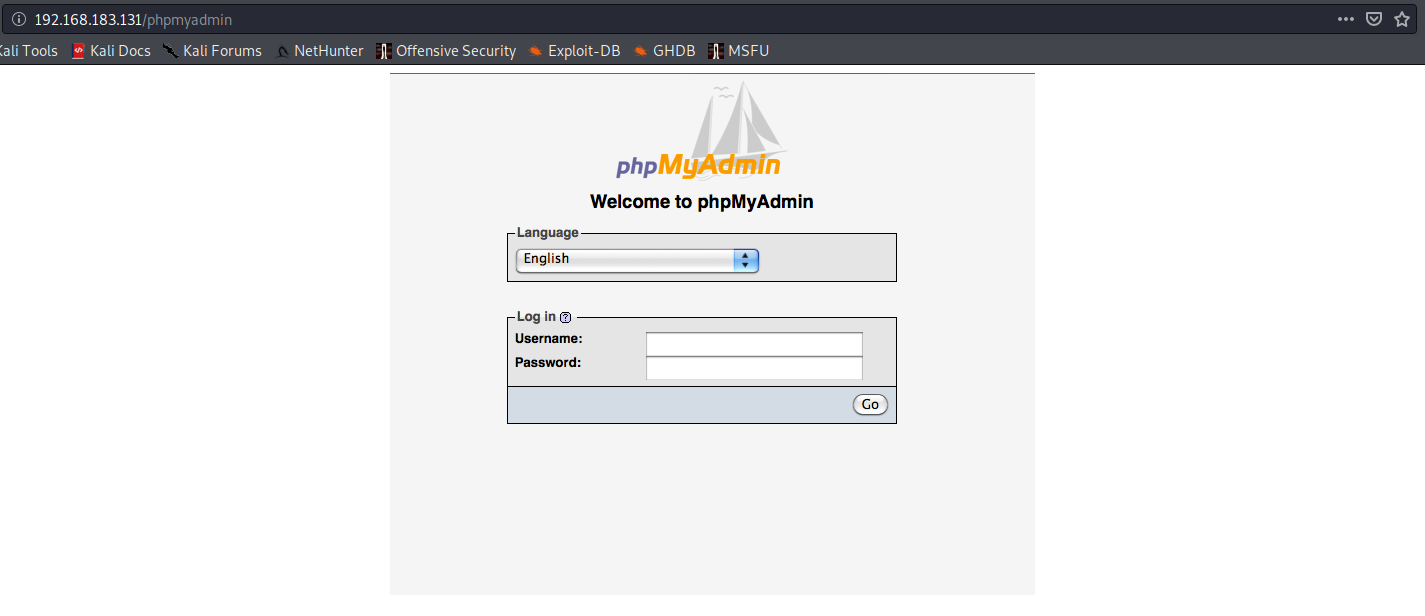 192.168.183.131/phpmyadmin
Kali Tools Kali Docs Kali Forums NetHunter Offensive Security Exploit-DB GHDB MSFU
phpMyAdmin
Welcome to phpMyAdmin
Language
English
Log in ?
Username:
Password:
Go